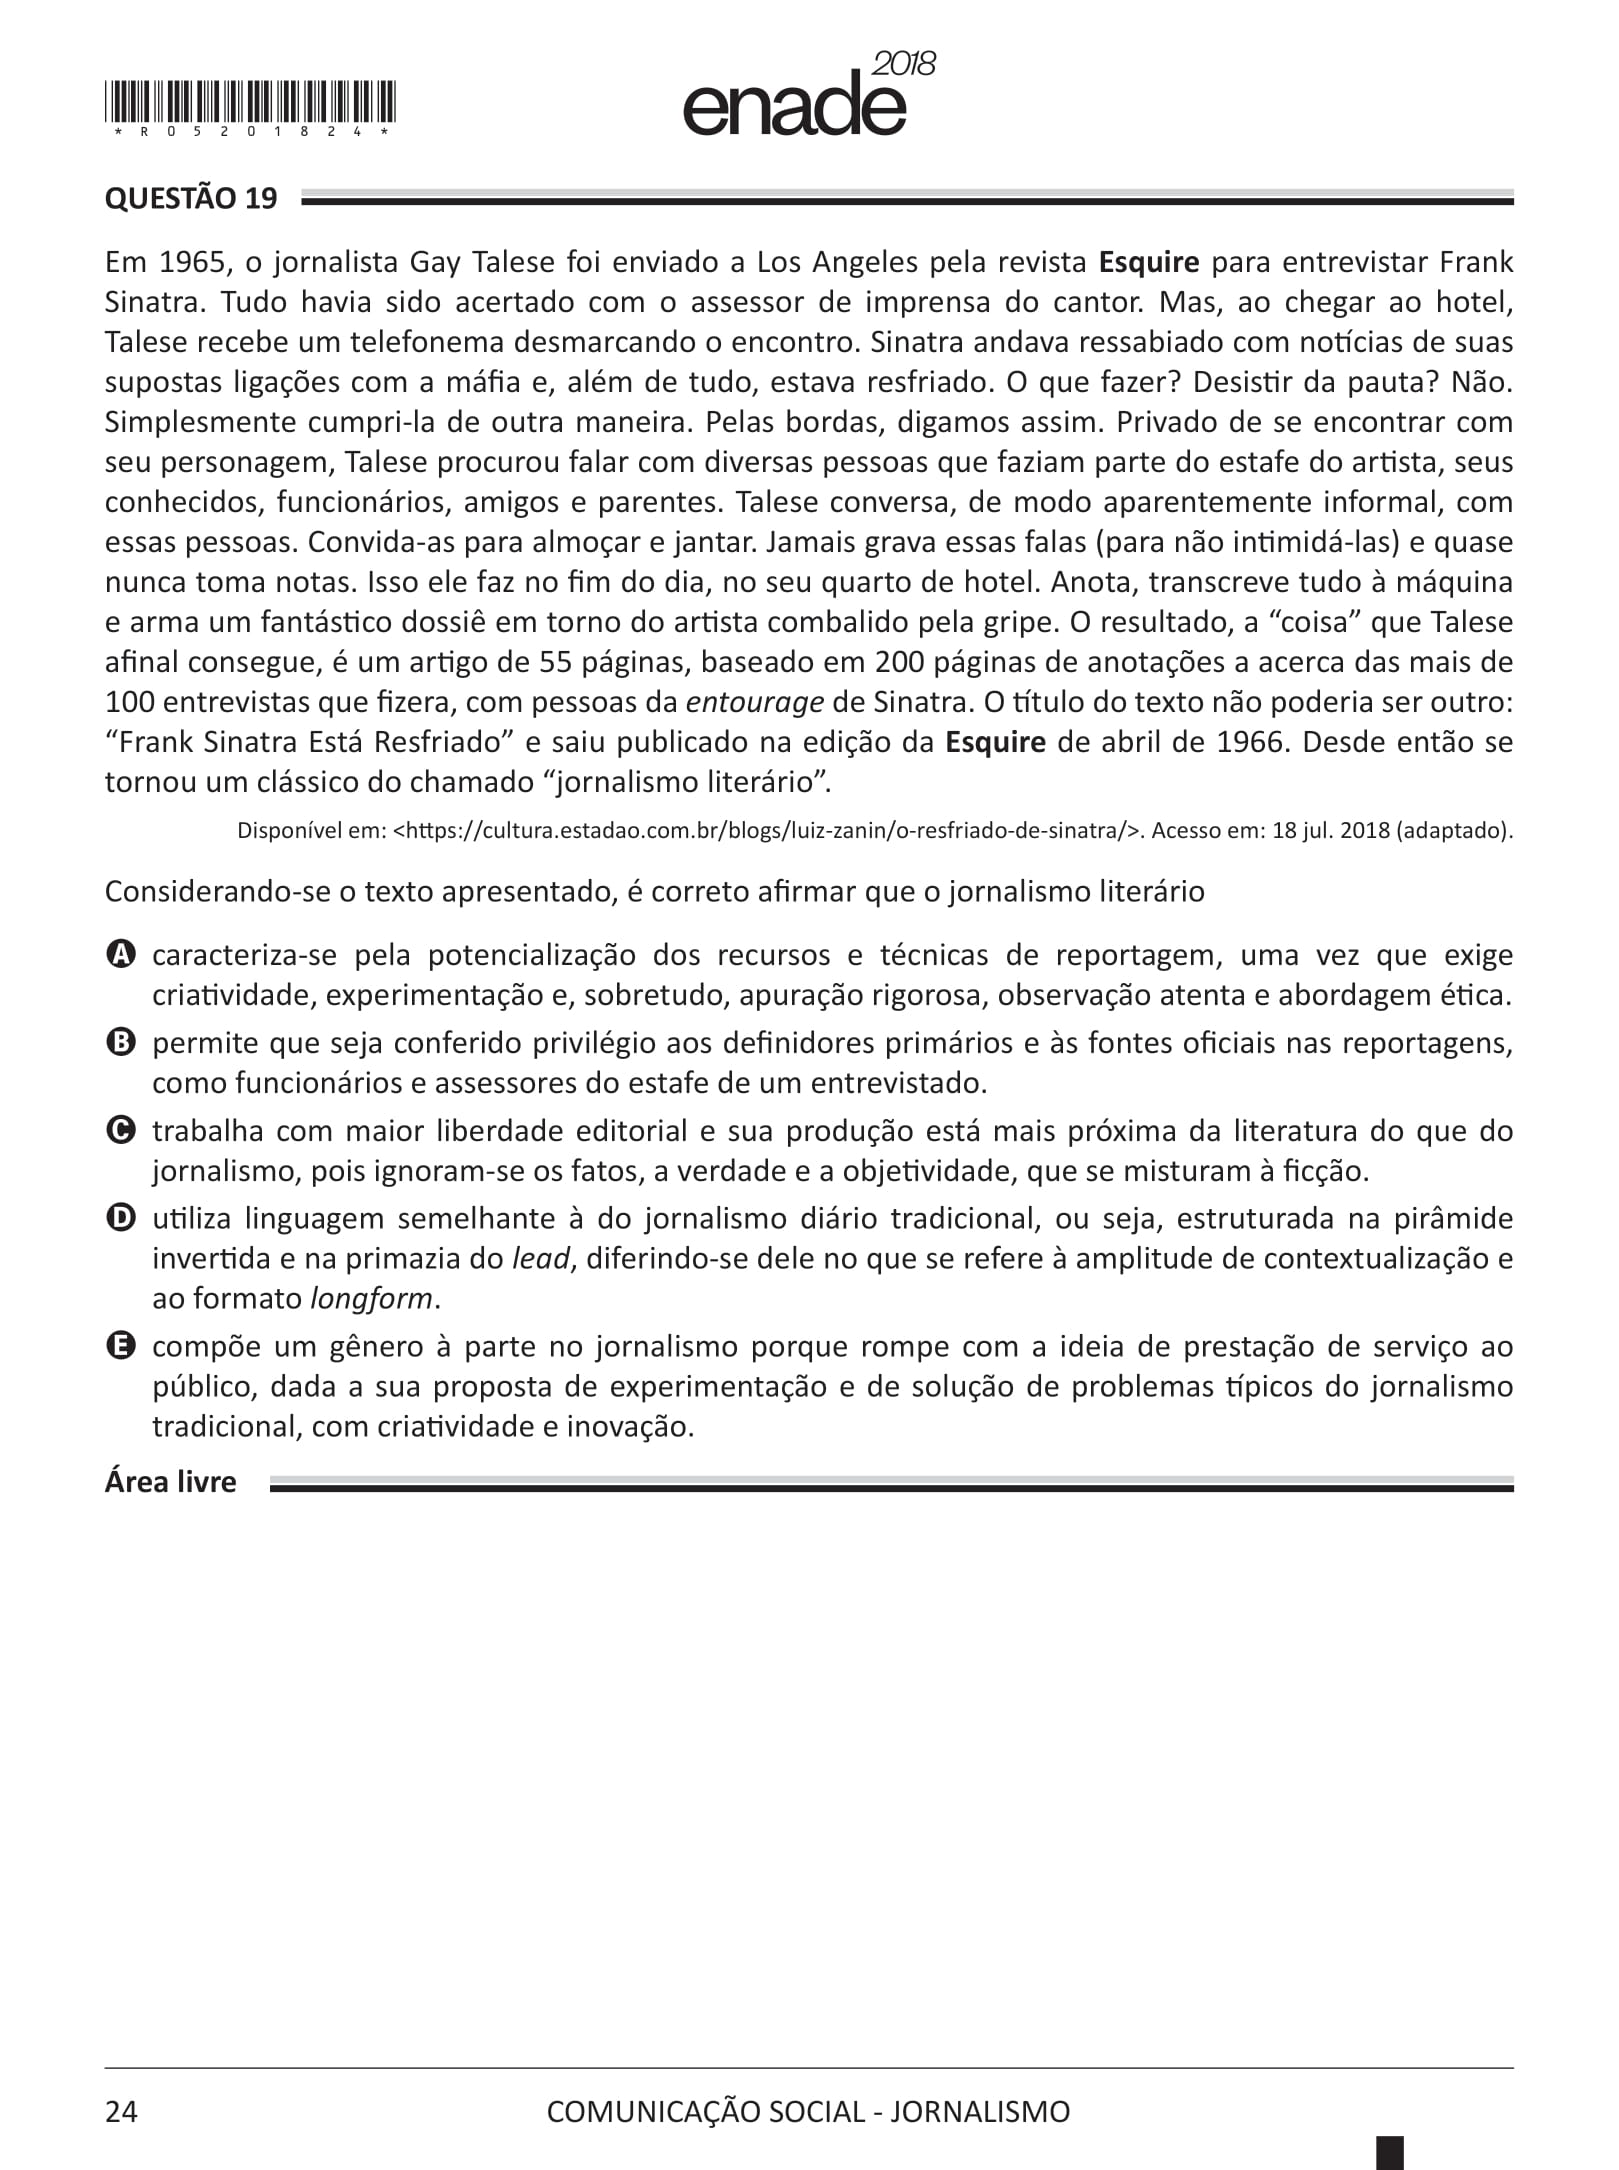 *R05201824*
enade 2018
QUESTÃO 19
Em 1965, o jornalista Gay Talese foi enviado a Los Angeles pela revista Esquire para entrevistar Frank
Sinatra. Tudo havia sido acertado com o assessor de imprensa do cantor. Mas, ao chegar ao hotel,
Talese recebe um telefonema desmarcando o encontro. Sinatra andava ressabiado com notícias de suas
supostas ligações com a máfia e, além de tudo, estava resfriado. O que fazer? Desistir da pauta? Não.
Simplesmente cumpri-la de outra maneira. Pelas bordas, digamos assim. Privado de se encontrar com
seu personagem, Talese procurou falar com diversas pessoas que faziam parte do estafe do artista, seus
conhecidos, funcionários, amigos e parentes. Talese conversa, de modo aparentemente informal, com
essas pessoas. Convida-as para almoçar e jantar. Jamais grava essas falas (para não intimidá-las) e quase
nunca toma notas. Isso ele faz no fim do dia, no seu quarto de hotel. Anota, transcreve tudo à máquina
e arma um fantástico dossiê em torno do artista combalido pela gripe. O resultado, a “coisa” que Talese
afinal consegue, é um artigo de 55 páginas, baseado em 200 páginas de anotações a acerca das mais de
100 entrevistas que fizera, com pessoas da entourage de Sinatra. O título do texto não poderia ser outro:
“Frank Sinatra Está Resfriado” e saiu publicado na edição da Esquire de abril de 1966. Desde então se
tornou um clássico do chamado “jornalismo literário”.
Disponível em: <https://cultura.estadao.com.br/blogs/luiz-zanin/o-resfriado-de-sinatra/>. Acesso em: 18 jul. 2018 (adaptado).
Considerando-se o texto apresentado, é correto afirmar que o jornalismo literário
A caracteriza-se pela potencialização dos recursos e técnicas de reportagem, uma vez que exige
criatividade, experimentação e, sobretudo, apuração rigorosa, observação atenta e abordagem ética.
B permite que seja conferido privilégio aos definidores primários e às fontes oficiais nas reportagens,
como funcionários e assessores do estafe de um entrevistado.
C trabalha com maior liberdade editorial e sua produção está mais próxima da literatura do que do
jornalismo, pois ignoram-se os fatos, a verdade e a objetividade, que se misturam à ficção.
D utiliza linguagem semelhante à do jornalismo diário tradicional, ou seja, estruturada na pirâmide
invertida e na primazia do lead, diferindo-se dele no que se refere à amplitude de contextualização e
ao formato longform.
E compõe um gênero à parte no jornalismo porque rompe com a ideia de prestação de serviço ao
público, dada a sua proposta de experimentação e de solução de problemas típicos do jornalismo
tradicional, com criatividade e inovação.
Área livre
24
COMUNICAÇÃO SOCIAL - JORNALISMO